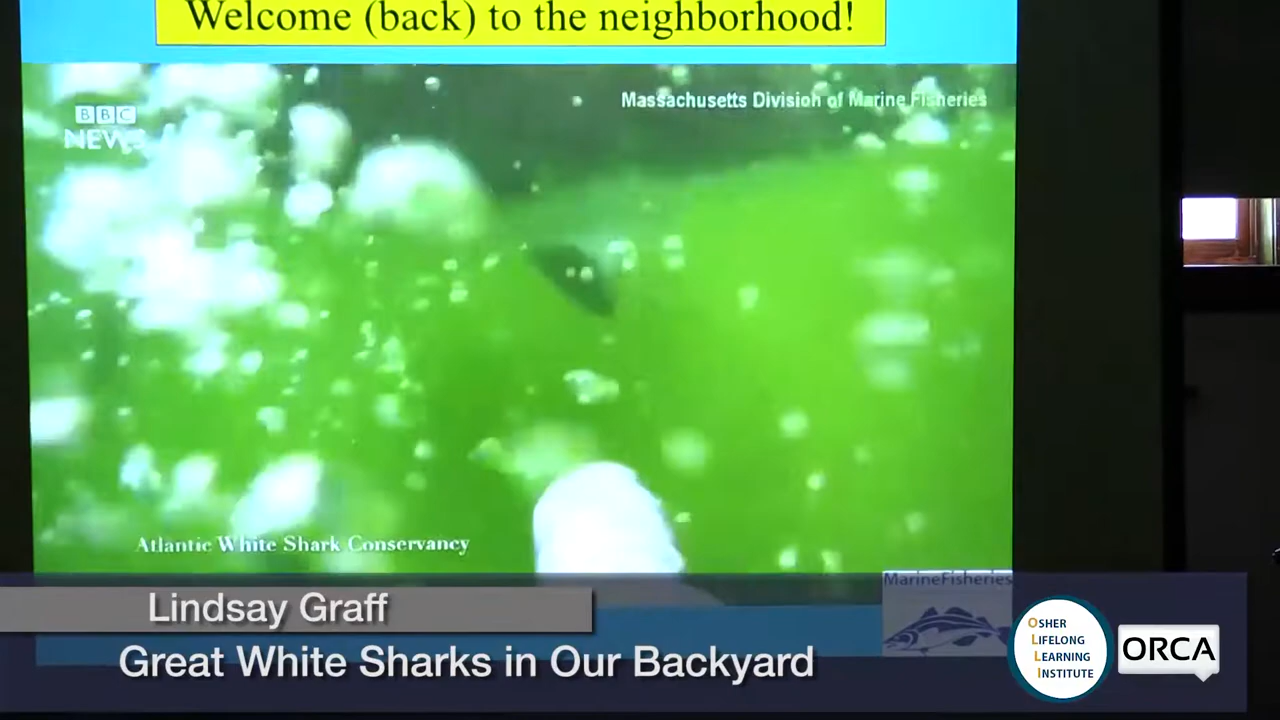 Welcome (back) to the neighborhood!
BBC
NEWS
Massachusetts Division of Marine Fisheries
Atlantic White Shark Conservancy
MarineFisheries
Lindsay Graff
Great White Sharks in Our Backyard
OSHER
LIFELONG
LEARNING
INSTITUTE
ORCA